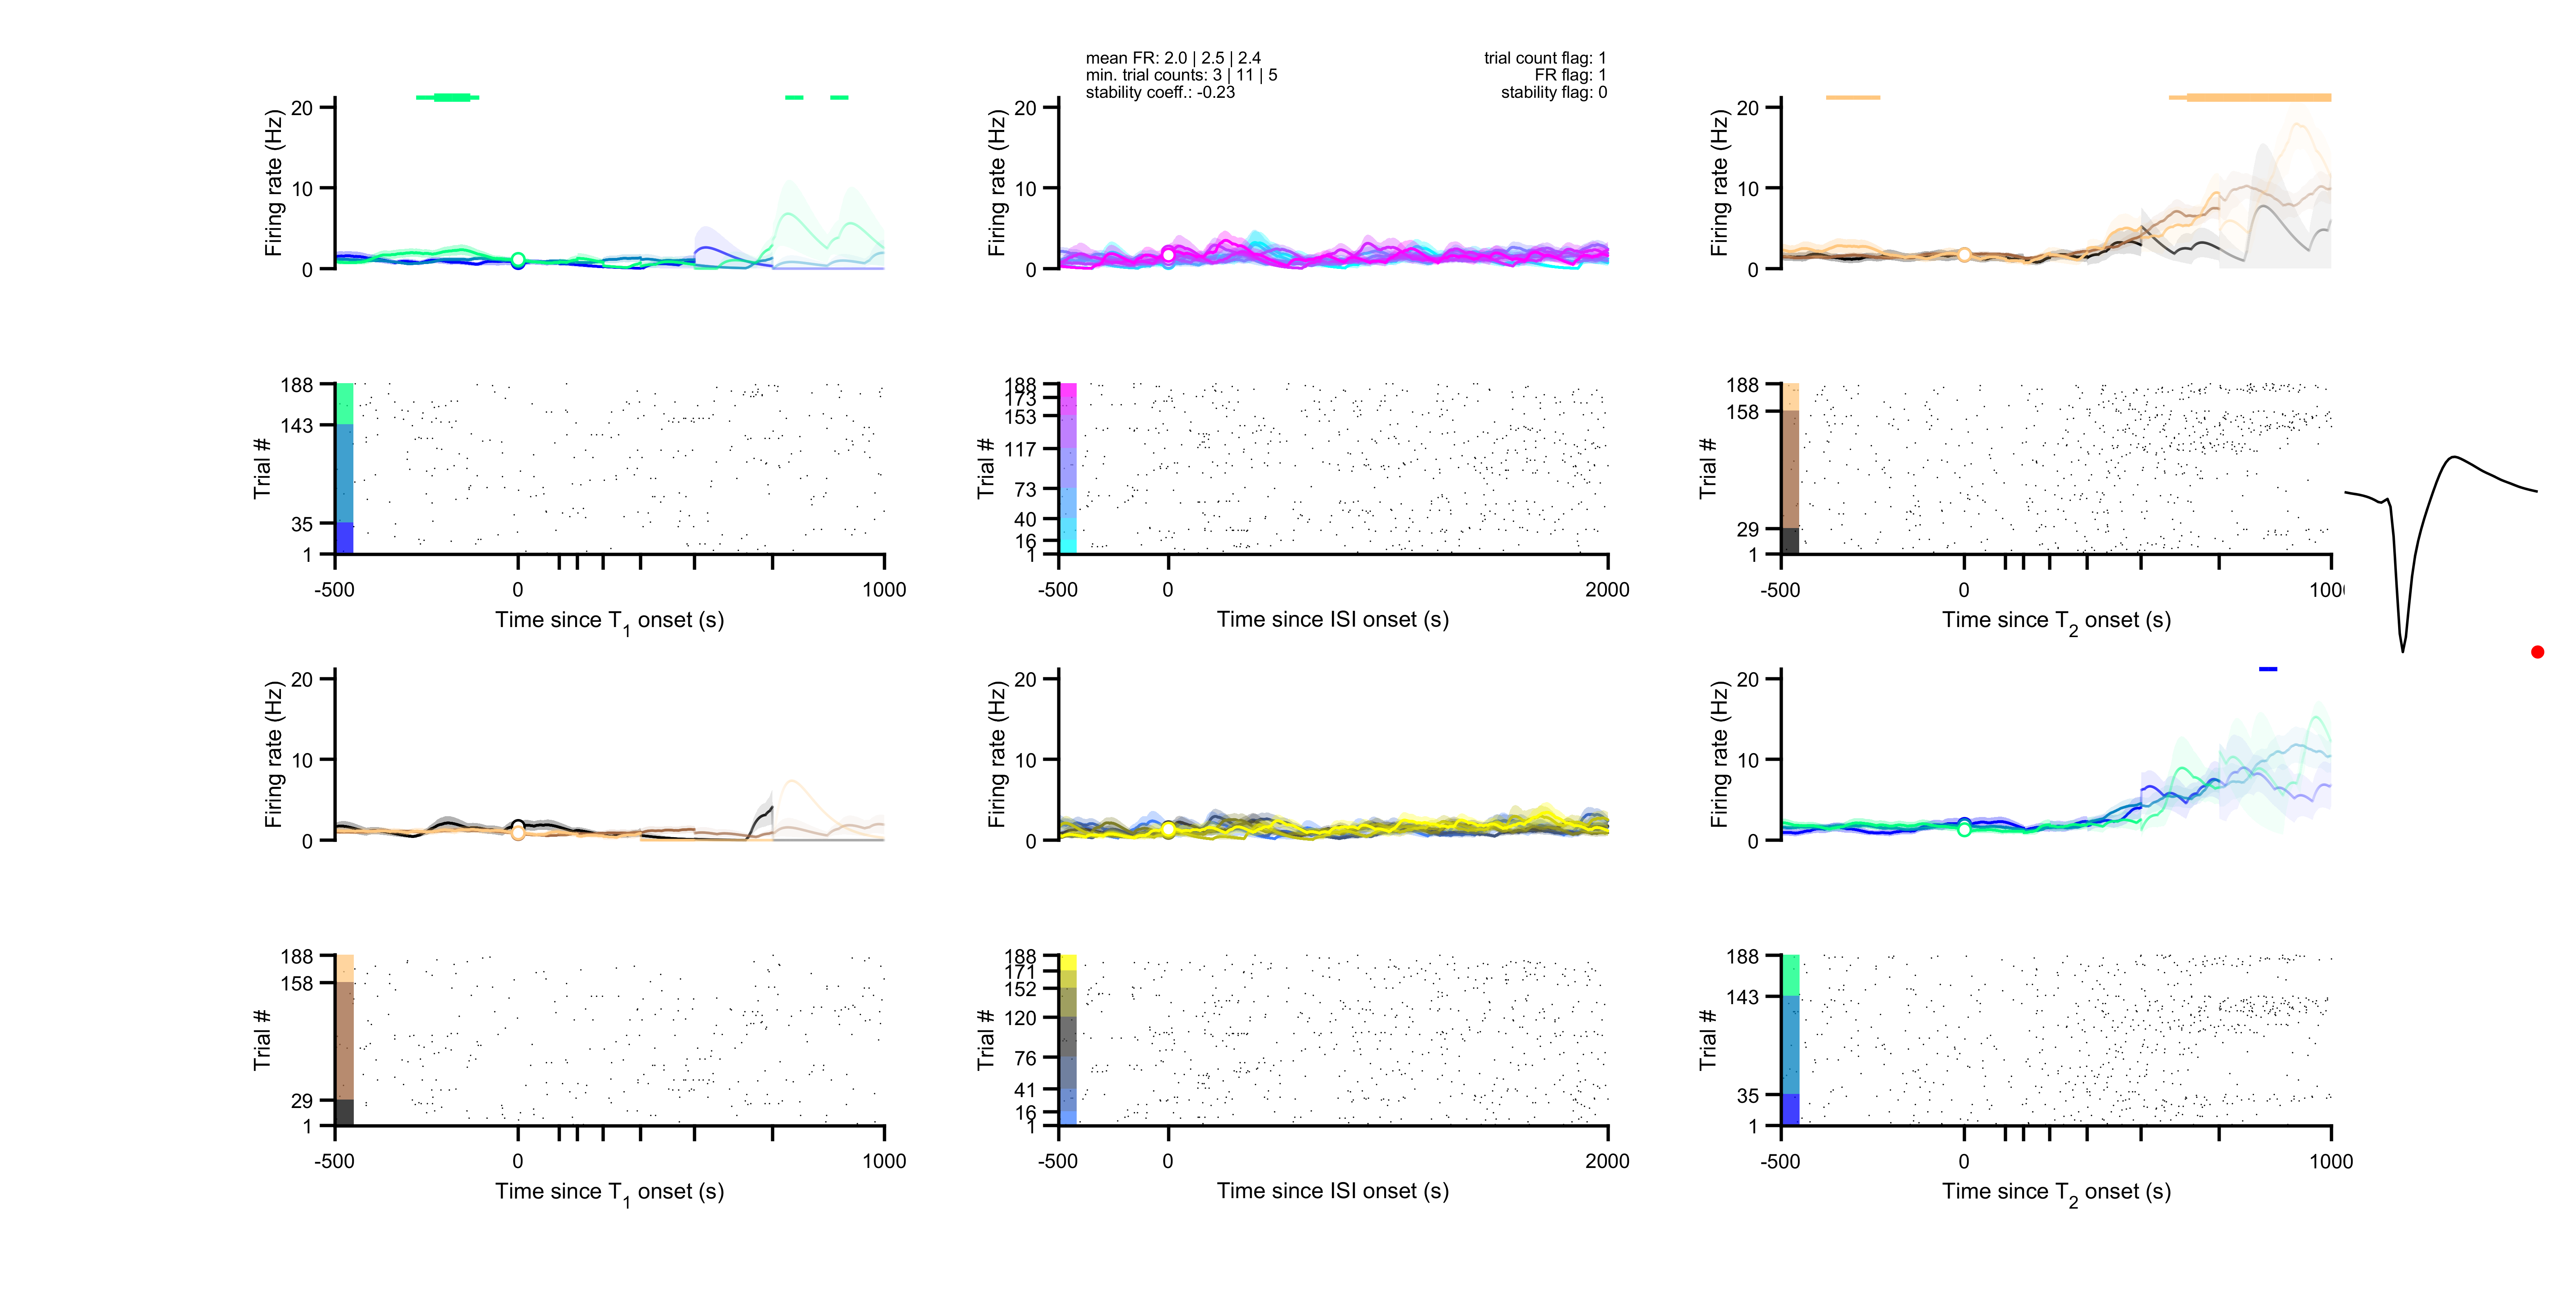 mean FR: 2.0 | 2.5 | 2.4
min. trial counts: 3 | 11 | 5
stability coeff.: -0.23
trial count flag: 1
FR flag: 1
stability flag: 0
Firing rate (Hz)
20
10
0
Firing rate (Hz)
20
10
0
Firing rate (Hz)
20
10
0
Trial #
188
143
35
1
-500
0
1000
Time since T1 onset (s)
Trial #
188
173
153
117
73
40
16
1
-500
0
2000
Time since ISI onset (s)
Trial #
188
158
29
1
-500
0
100
Time since T2 onset (s)
Firing rate (Hz)
20
10
0
Firing rate (Hz)
20
10
0
Firing rate (Hz)
20
10
0
Trial #
188
158
29
1
-500
0
1000
Time since T1 onset (s)
Trial #
188
171
152
120
76
41
16
1
-500
0
2000
Time since ISI onset (s)
Trial #
188
143
35
1
-500
0
1000
Time since T2 onset (s)